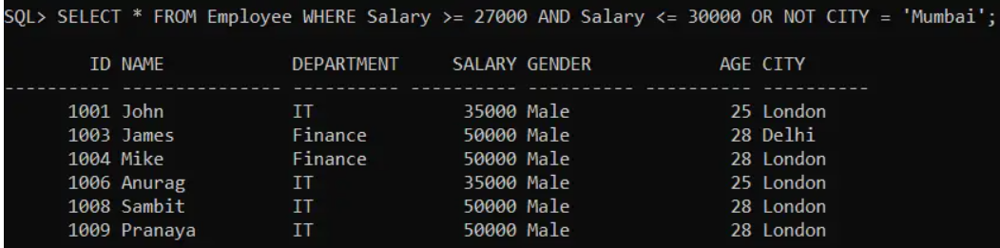 SQL> SELECT * FROM Employee WHERE Salary >= 27000 AND Salary <= 30000 OR NOT CITY = 'Mumbai';
ID NAME DEPARTMENT SALARY GENDER AGE CITY
---------- --------------- ---------- ---------- ---------- ---------- ----------
1001 John IT 35000 Male 25 London
1003 James Finance 50000 Male 28 Delhi
1004 Mike Finance 50000 Male 28 London
1006 Anurag IT 35000 Male 25 London
1008 Sambit IT 50000 Male 28 London
1009 Pranaya IT 50000 Male 28 London